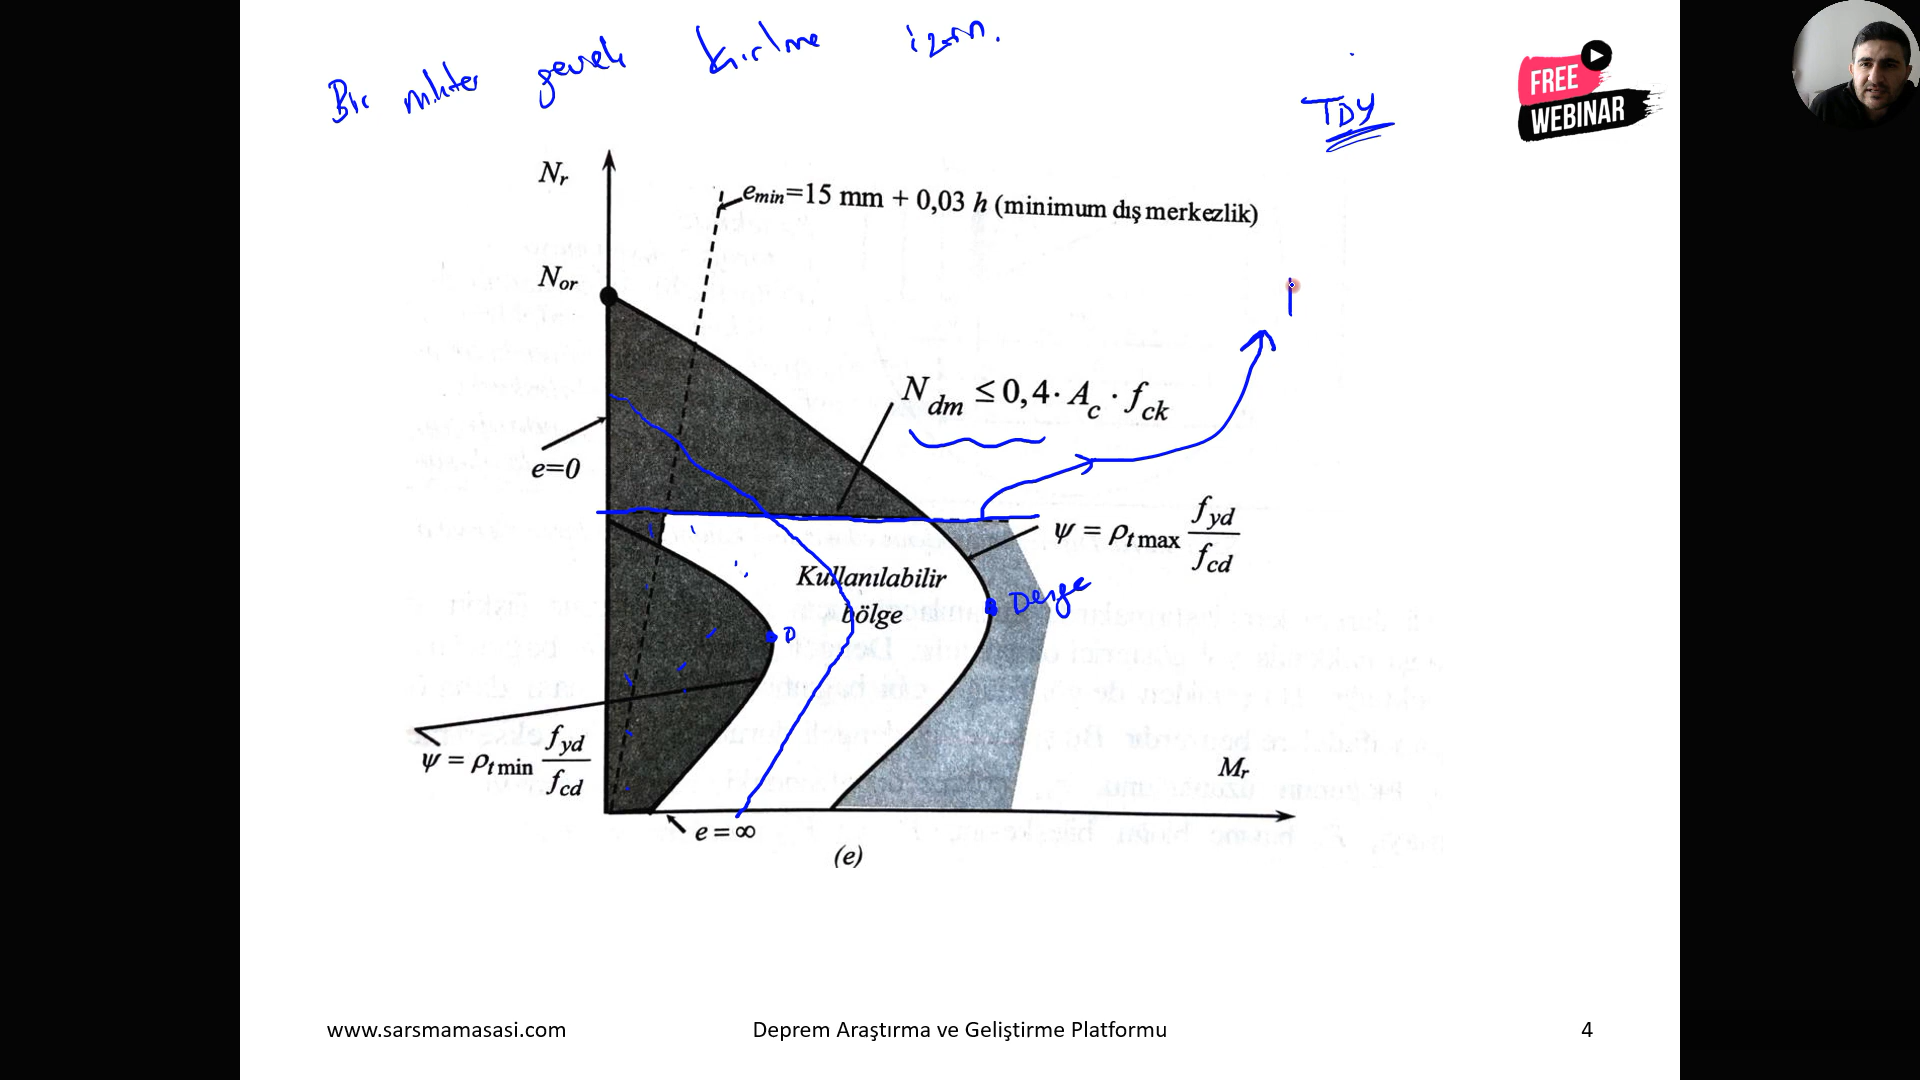 Bir miktar gevrek kırılma izin.
TDY
FREE
WEBINAR
Nr
emin=15 mm + 0,03 h (minimum dış merkezlik)
Nor
Ndm ≤ 0,4· Ac · fck
e=0
ψ = ρt max fyd / fcd
Kullanılabilir
bölge
Denge
D
ψ = ρt min fyd / fcd
Mr
e = ∞
(e)
www.sarsmamasasi.com
Deprem Araştırma ve Geliştirme Platformu
4